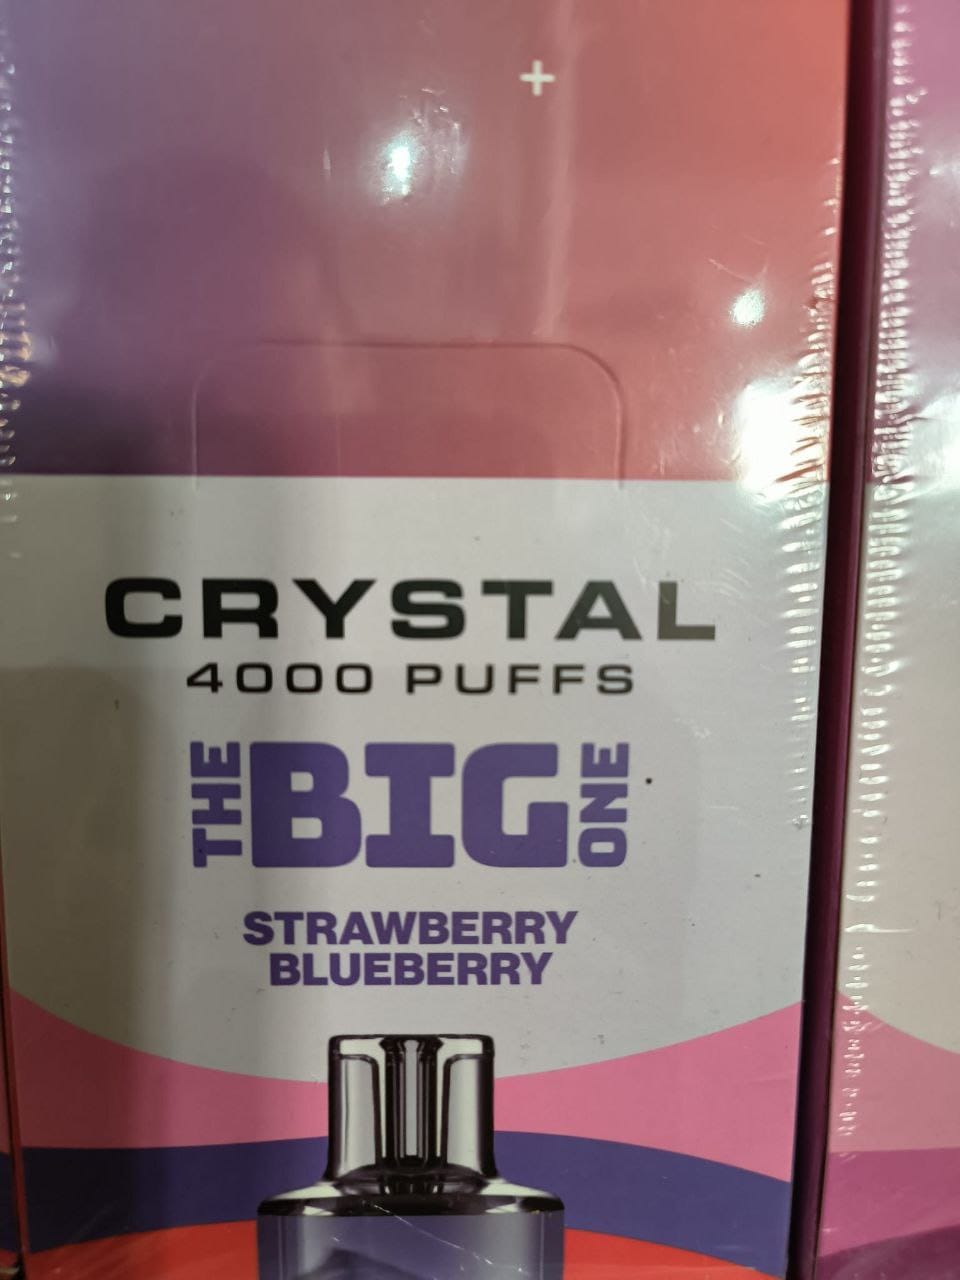 CRYSTAL
4000 PUFFS
THE BIG ONE
STRAWBERRY
BLUEBERRY